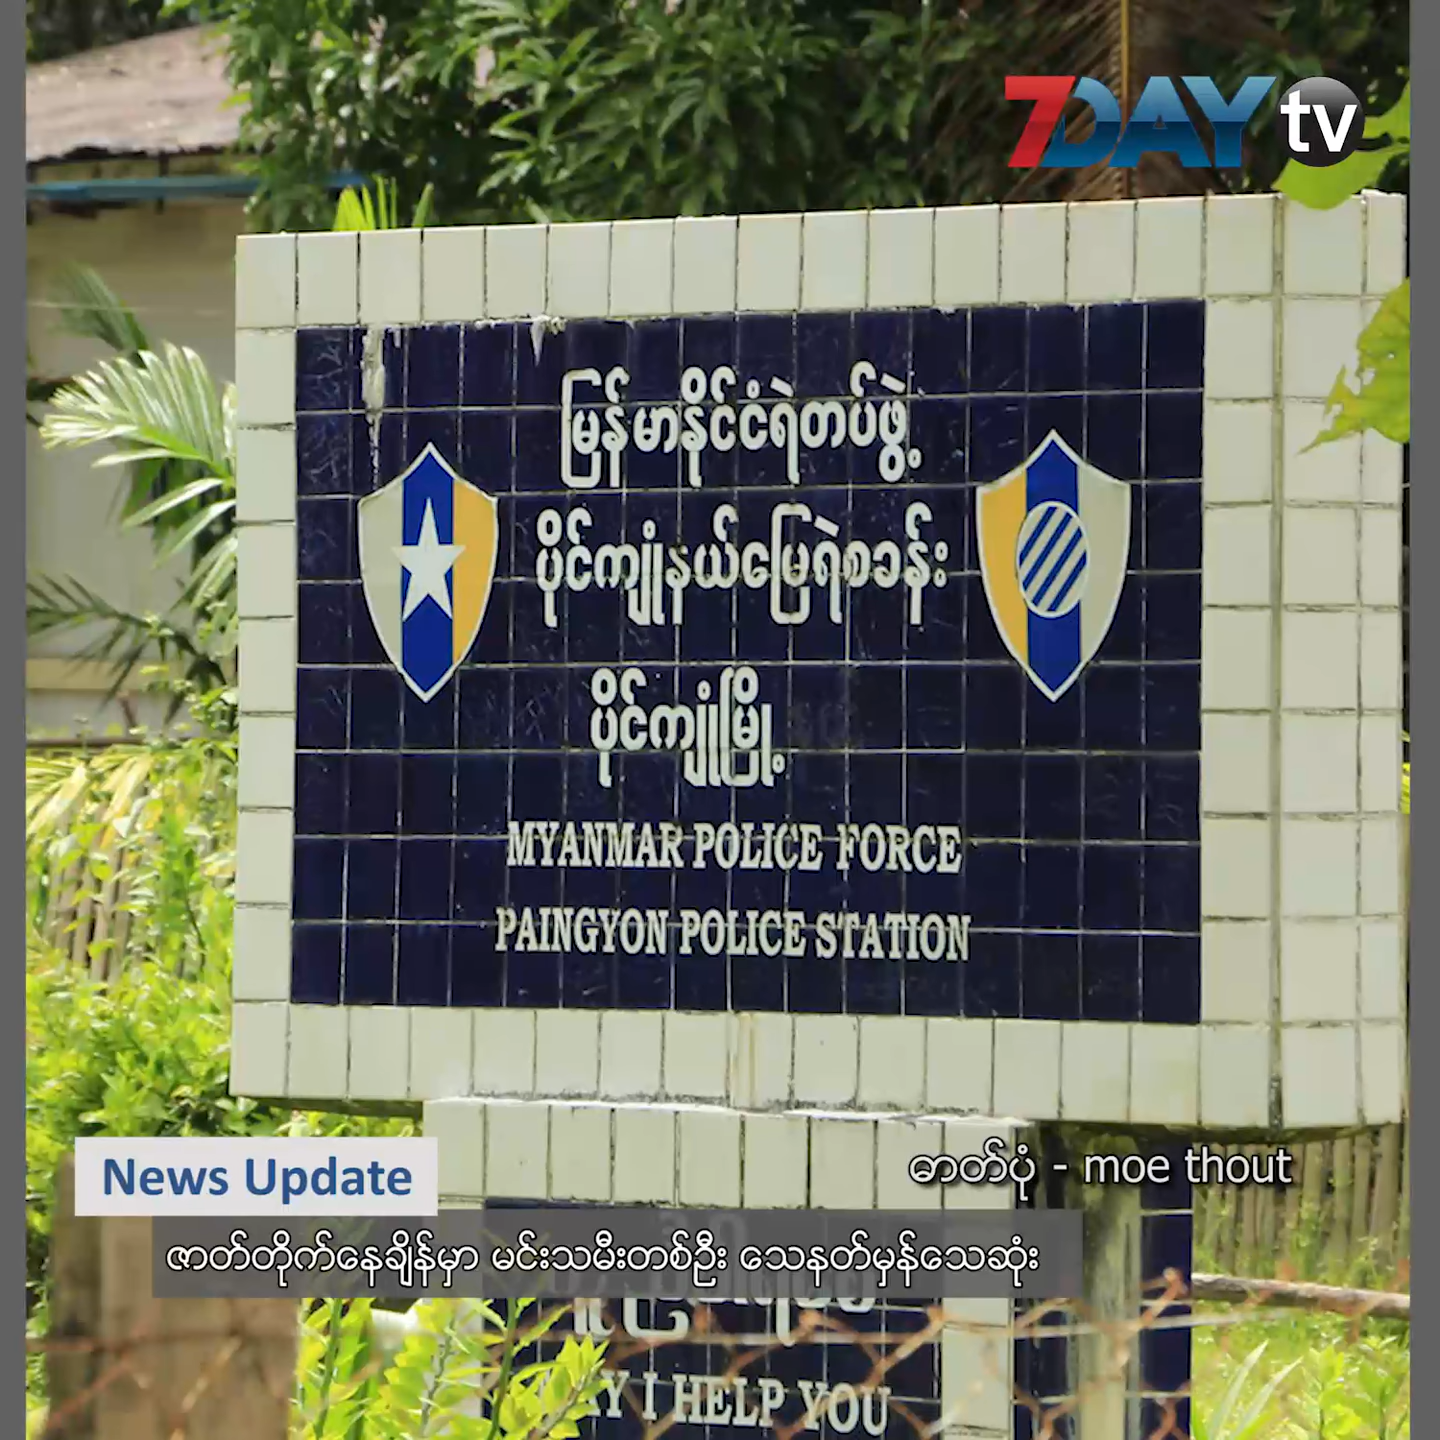 7DAY tv
မြန်မာနိုင်ငံရဲတပ်ဖွဲ့
ပိုင်ကျုံနယ်မြေရဲစခန်း
ပိုင်ကျုံမြို့
MYANMAR POLICE FORCE
PAINGYON POLICE STATION
News Update
ဓာတ်ပုံ - moe thout
ဇာတ်တိုက်နေချိန်မှာ မင်းသမီးတစ်ဦး သေနတ်မှန်သေဆုံး
I HELP YOU